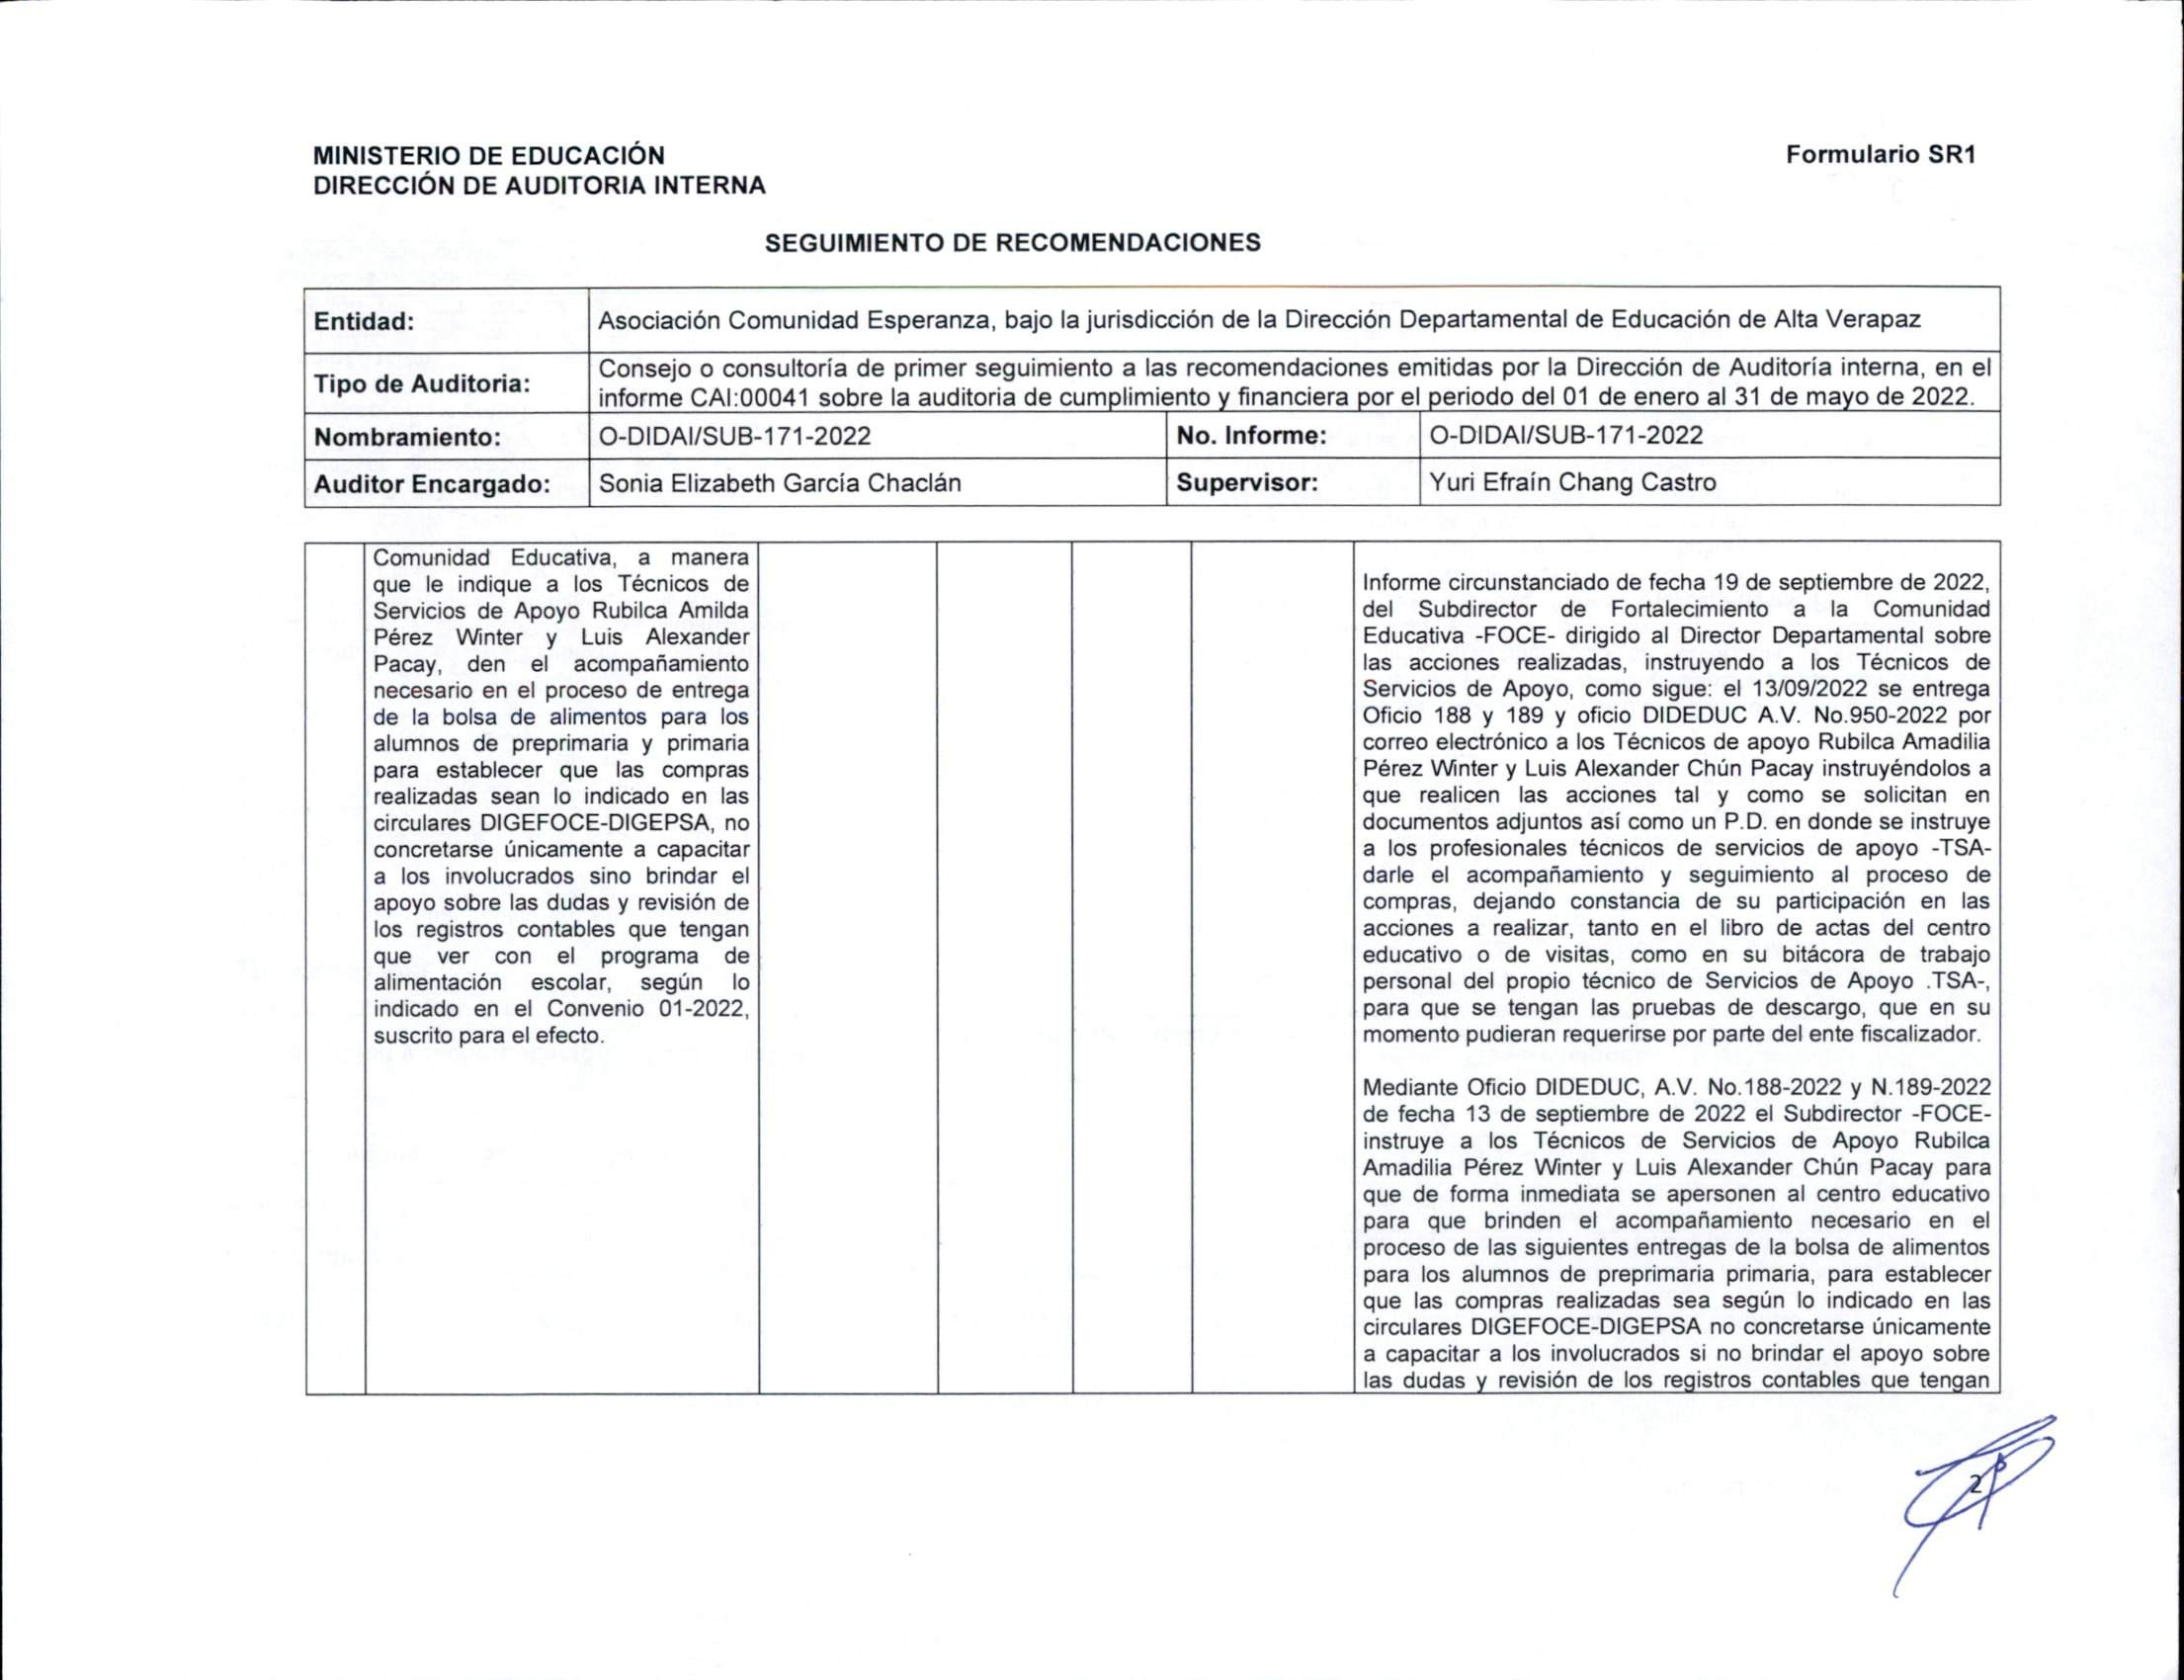 MINISTERIO DE EDUCACIÓN
DIRECCIÓN DE AUDITORIA INTERNA
Formulario SR1
SEGUIMIENTO DE RECOMENDACIONES
Entidad: Asociación Comunidad Esperanza, bajo la jurisdicción de la Dirección Departamental de Educación de Alta Verapaz
Tipo de Auditoria: Consejo o consultoría de primer seguimiento a las recomendaciones emitidas por la Dirección de Auditoría interna, en el
informe CAI:00041 sobre la auditoria de cumplimiento y financiera por el periodo del 01 de enero al 31 de mayo de 2022.
Nombramiento: O-DIDAI/SUB-171-2022 No. Informe: O-DIDAI/SUB-171-2022
Auditor Encargado: Sonia Elizabeth García Chaclán Supervisor: Yuri Efraín Chang Castro
Comunidad Educativa, a manera
que le indique a los Técnicos de
Servicios de Apoyo Rubilca Amilda
Pérez Winter y Luis Alexander
Pacay, den el acompañamiento
necesario en el proceso de entrega
de la bolsa de alimentos para los
alumnos de preprimaria y primaria
para establecer que las compras
realizadas sean lo indicado en las
circulares DIGEFOCE-DIGEPSA, no
concretarse únicamente a capacitar
a los involucrados sino brindar el
apoyo sobre las dudas y revisión de
los registros contables que tengan
que ver con el programa de
alimentación escolar, según lo
indicado en el Convenio 01-2022,
suscrito para el efecto.
Informe circunstanciado de fecha 19 de septiembre de 2022,
del Subdirector de Fortalecimiento a la Comunidad
Educativa -FOCE- dirigido al Director Departamental sobre
las acciones realizadas, instruyendo a los Técnicos de
Servicios de Apoyo, como sigue: el 13/09/2022 se entrega
Oficio 188 y 189 y oficio DIDEDUC A.V. No.950-2022 por
correo electrónico a los Técnicos de apoyo Rubilca Amadilia
Pérez Winter y Luis Alexander Chún Pacay instruyéndolos a
que realicen las acciones tal y como se solicitan en
documentos adjuntos así como un P.D. en donde se instruye
a los profesionales técnicos de servicios de apoyo -TSA-
darle el acompañamiento y seguimiento al proceso de
compras, dejando constancia de su participación en las
acciones a realizar, tanto en el libro de actas del centro
educativo o de visitas, como en su bitácora de trabajo
personal del propio técnico de Servicios de Apoyo .TSA-,
para que se tengan las pruebas de descargo, que en su
momento pudieran requerirse por parte del ente fiscalizador.
Mediante Oficio DIDEDUC, A.V. No.188-2022 y N.189-2022
de fecha 13 de septiembre de 2022 el Subdirector -FOCE-
instruye a los Técnicos de Servicios de Apoyo Rubilca
Amadilia Pérez Winter y Luis Alexander Chún Pacay para
que de forma inmediata se apersonen al centro educativo
para que brinden el acompañamiento necesario en el
proceso de las siguientes entregas de la bolsa de alimentos
para los alumnos de preprimaria primaria, para establecer
que las compras realizadas sea según lo indicado en las
circulares DIGEFOCE-DIGEPSA no concretarse únicamente
a capacitar a los involucrados si no brindar el apoyo sobre
las dudas y revisión de los registros contables que tengan
2